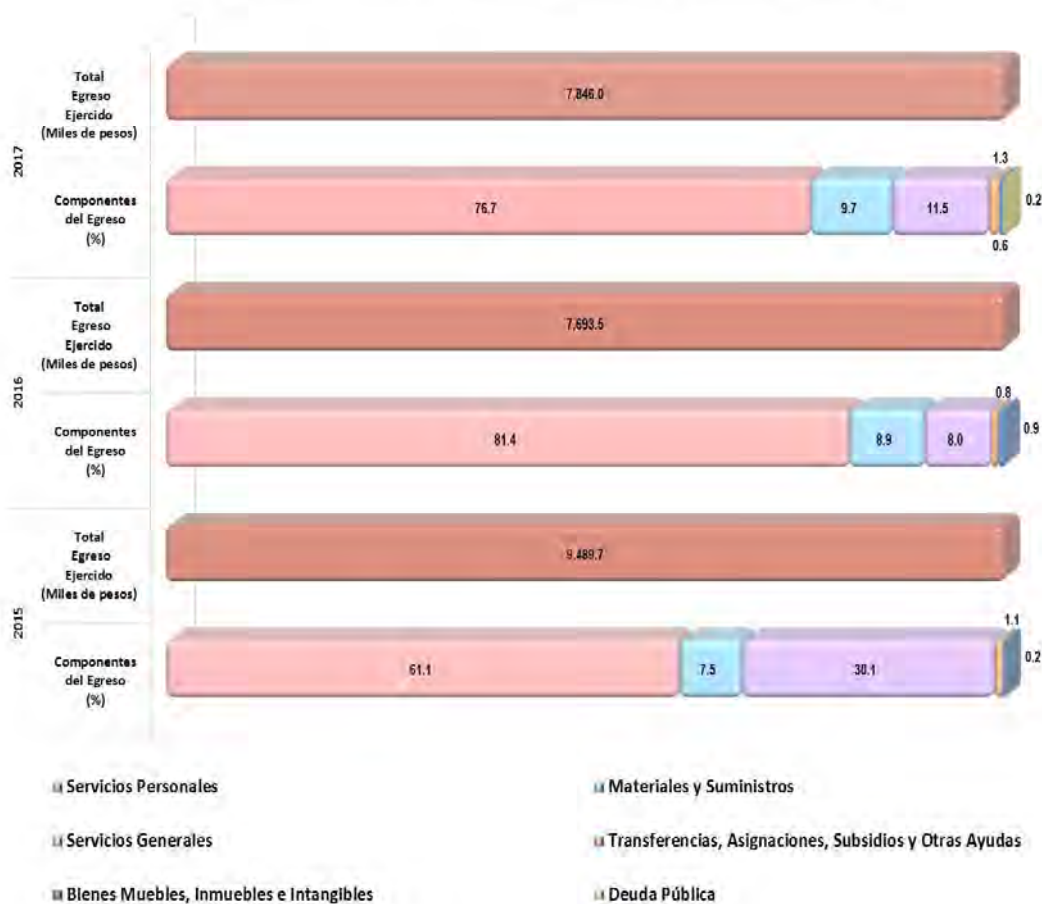 2017
Total
Egreso
Ejercido
(Miles de pesos)
7,846.0
Componentes
del Egreso
(%)
76.7
9.7
11.5
1.3
0.6
0.2
2016
Total
Egreso
Ejercido
(Miles de pesos)
7,693.5
Componentes
del Egreso
(%)
81.4
8.9
8.0
0.8
0.9
2015
Total
Egreso
Ejercido
(Miles de pesos)
9,489.7
Componentes
del Egreso
(%)
61.1
7.5
30.1
1.1
0.2
Servicios Personales
Materiales y Suministros
Servicios Generales
Transferencias, Asignaciones, Subsidios y Otras Ayudas
Bienes Muebles, Inmuebles e Intangibles
Deuda Pública